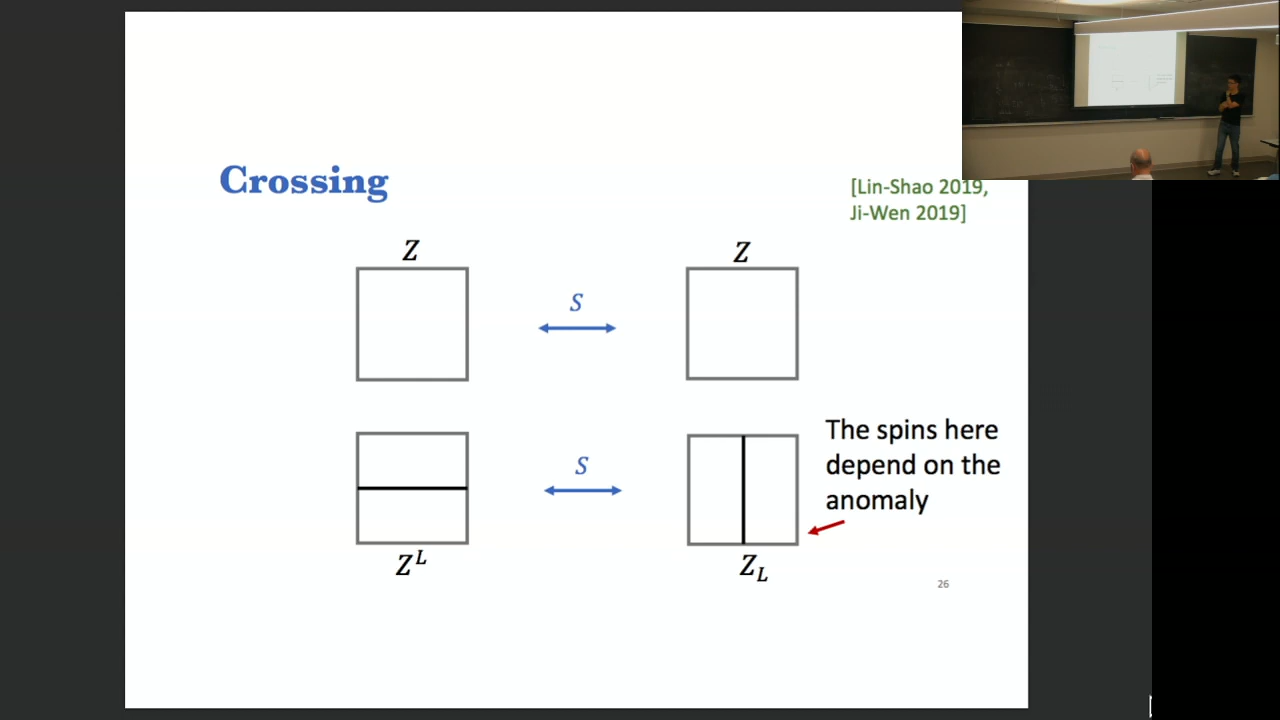 Crossing
[Lin-Shao 2019,
Ji-Wen 2019]
Z
Z
S
S
The spins here
depend on the
anomaly
Z^L
Z_L
26